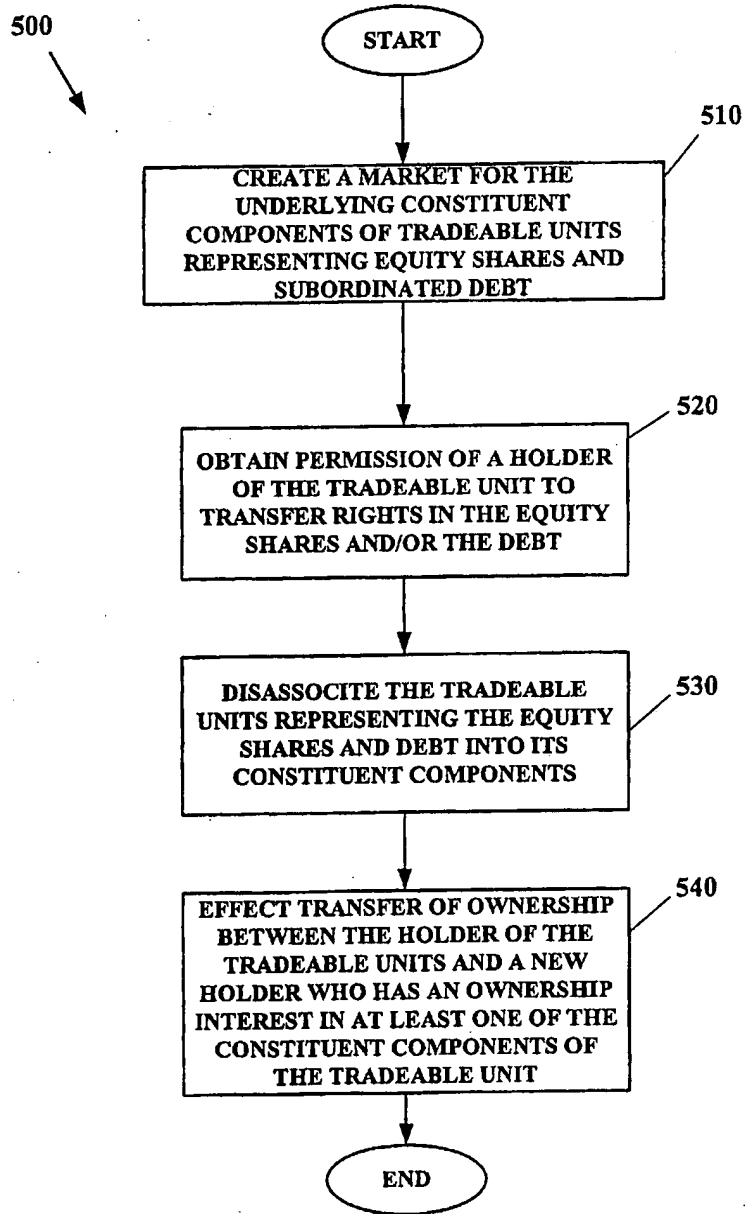 500
START
510
CREATE A MARKET FOR THE
UNDERLYING CONSTITUENT
COMPONENTS OF TRADEABLE UNITS
REPRESENTING EQUITY SHARES AND
SUBORDINATED DEBT
520
OBTAIN PERMISSION OF A HOLDER
OF THE TRADEABLE UNIT TO
TRANSFER RIGHTS IN THE EQUITY
SHARES AND/OR THE DEBT
530
DISASSOCITE THE TRADEABLE
UNITS REPRESENTING THE EQUITY
SHARES AND DEBT INTO ITS
CONSTITUENT COMPONENTS
540
EFFECT TRANSFER OF OWNERSHIP
BETWEEN THE HOLDER OF THE
TRADEABLE UNITS AND A NEW
HOLDER WHO HAS AN OWNERSHIP
INTEREST IN AT LEAST ONE OF THE
CONSTITUENT COMPONENTS OF
THE TRADEABLE UNIT
END